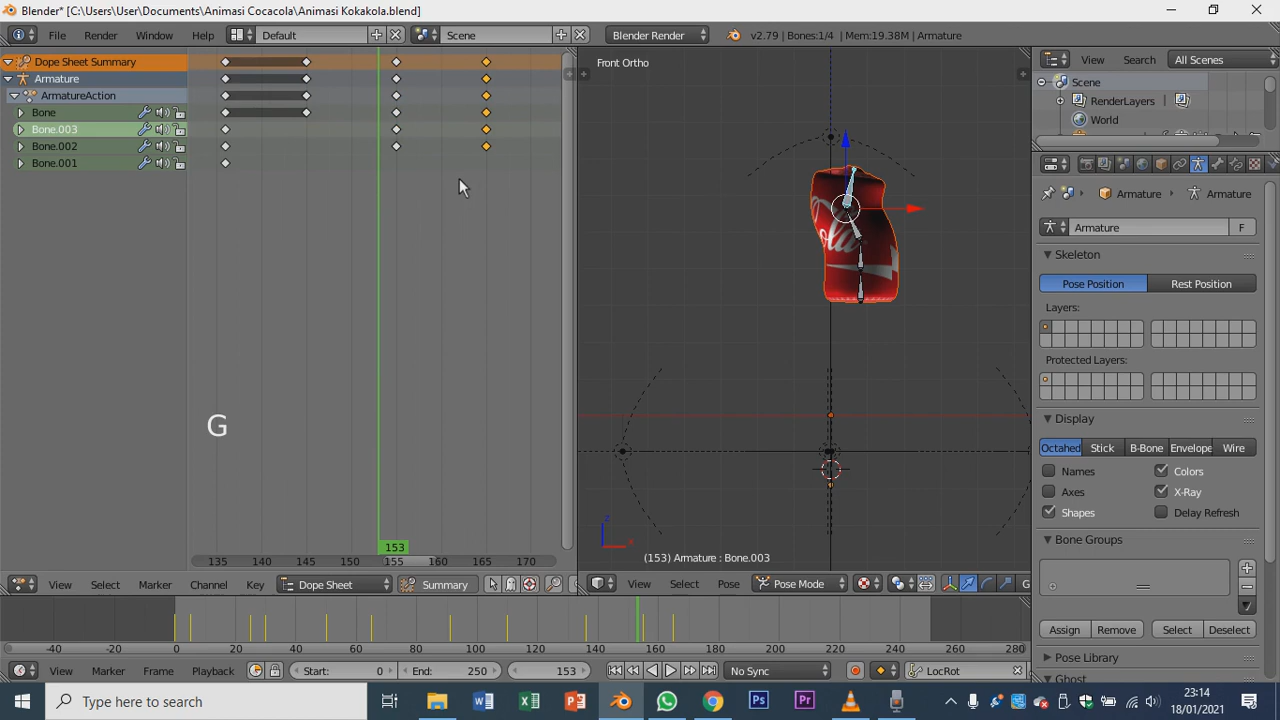 Blender* [C:\Users\User\Documents\Animasi Cocacola\Animasi Kokakola.blend]
File Render Window Help Default Scene Blender Render v2.79 | Bones:1/4 | Mem:19.38M | Armature
Dope Sheet Summary
Armature
ArmatureAction
Bone
Bone.003
Bone.002
Bone.001
G
135 140 145 153 155 160 165 170
View Select Marker Channel Key Dope Sheet Summary
Front Ortho
Cola
(153) Armature : Bone.003
View Select Pose Pose Mode G
View Search All Scenes
Scene
RenderLayers
World
Armature Armature
Armature F
Skeleton
Pose Position Rest Position
Layers:
Protected Layers:
Display
Octahed Stick B-Bone Envelope Wire
Names Colors
Axes X-Ray
Shapes Delay Refresh
Bone Groups
Assign Remove Select Deselect
Pose Library
Ghost
-40 -20 0 20 40 60 80 100 120 140 160 180 200 220 240 260 280
View Marker Frame Playback Start: 0 End: 250 153 No Sync LocRot
Type here to search
23:14
18/01/2021